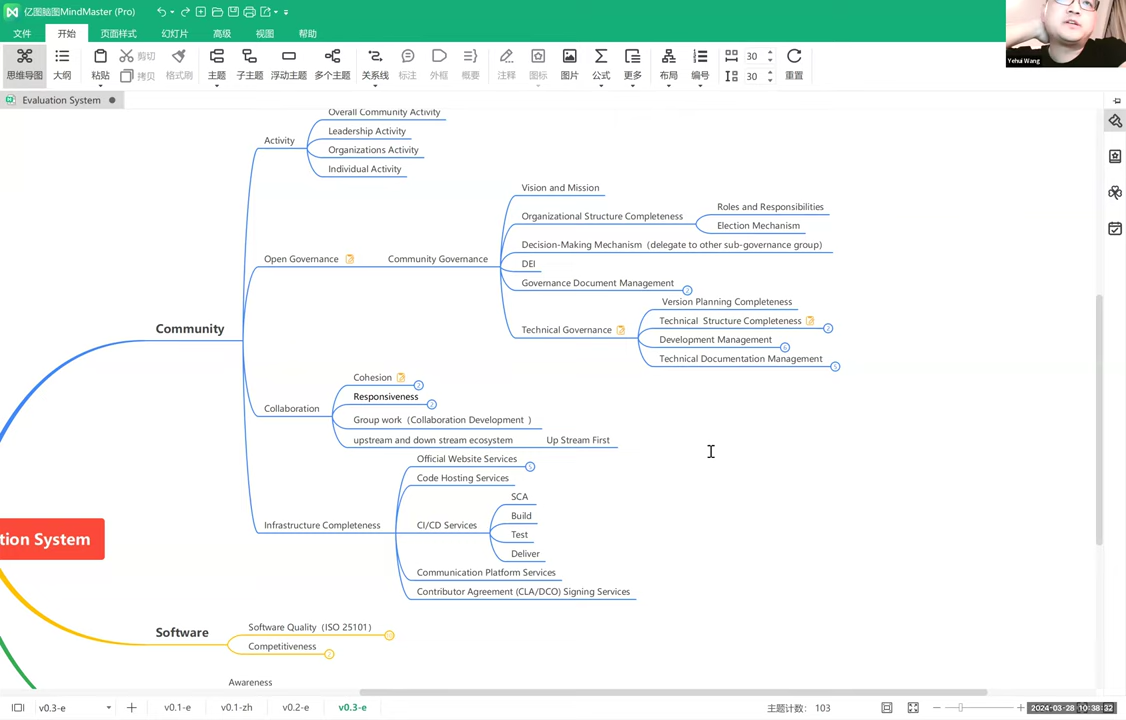 亿图脑图MindMaster (Pro)
文件 开始 页面样式 幻灯片 高级 视图 帮助
思维导图 大纲 粘贴 剪切 拷贝 格式刷 主题 子主题 浮动主题 多个主题 关系线 标注 外框 概要 注释 图标 图片 公式 更多 布局 编号 30 30 重置
Yehui Wang
Evaluation System
Overall Community Activity
Activity
Leadership Activity
Organizations Activity
Individual Activity
Vision and Mission
Organizational Structure Completeness
Roles and Responsibilities
Election Mechanism
Decision-Making Mechanism（delegate to other sub-governance group)
Open Governance
Community Governance
DEI
Governance Document Management
2
Technical Governance
Version Planning Completeness
Technical Structure Completeness
2
Development Management
6
Technical Documentation Management
5
Community
Cohesion
Responsiveness
Collaboration
Group work（Collaboration Development ）
upstream and down stream ecosystem
Up Stream First
Official Website Services
5
Code Hosting Services
Infrastructure Completeness
CI/CD Services
SCA
Build
Test
Deliver
Communication Platform Services
Contributor Agreement (CLA/DCO) Signing Services
tion System
Software
Software Quality（ISO 25101）
Competitiveness
Awareness
v0.3-e
v0.1-e
v0.1-zh
v0.2-e
v0.3-e
主题计数： 103
2024-03-28 10:38:32